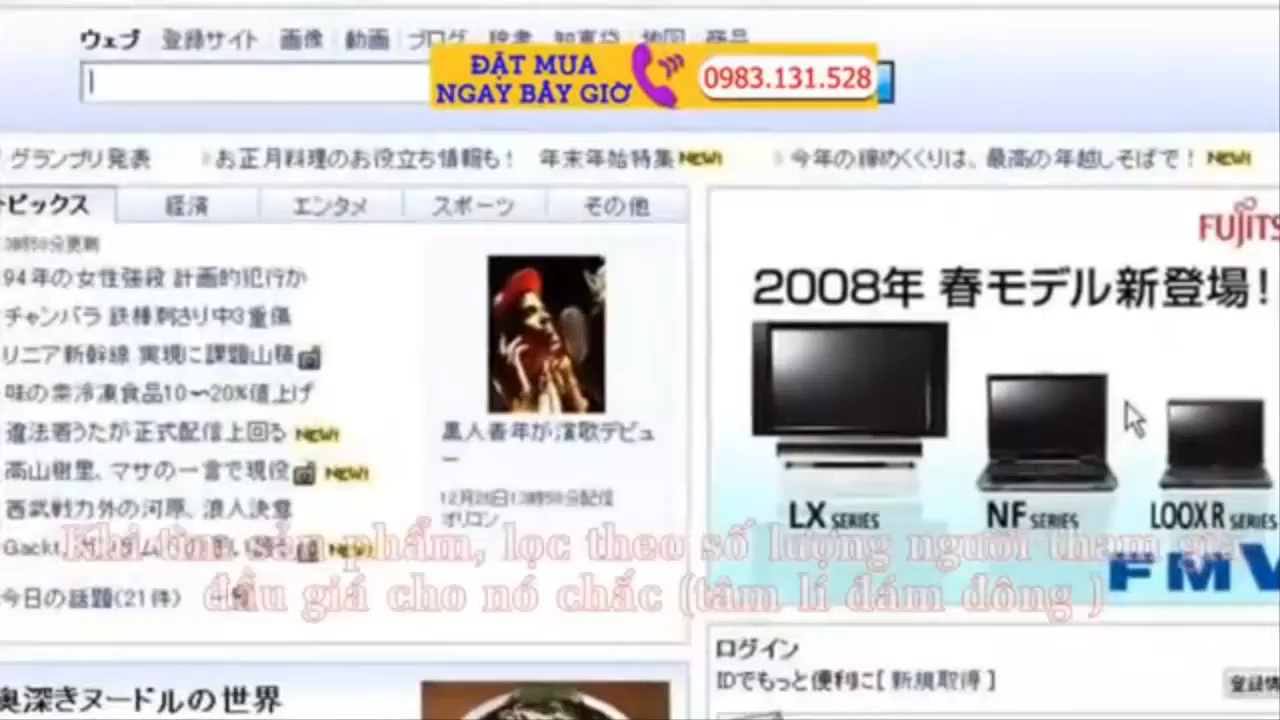 ウェブ 登録サイト 画像 動画 ブログ 辞書 知恵袋 地図 商品
ĐẶT MUA
NGAY BÂY GIỜ
0983.131.528
グランプリ発表
お正月料理のお役立ち情報も!
年末年始特集 NEW!
今年の締めくくりは、最高の年越しそばで! NEW!
トピックス 経済 エンタメ スポーツ その他
94年の女性強殺 計画的犯行か
チャンバラ 鉄棒刺さり中3重傷
リニア新幹線 実現に課題山積
味の素冷凍食品10〜20%値上げ
違法着うたが正式配信上回る NEW!
高山樹里、マサの一言で現役 NEW!
西武戦力外の河原、浪人決意
Gackt、 NEW!
今日の話題(21件)
黒人青年が演歌デビュ
ー
オリコン
FUJITS
2008年 春モデル新登場!
LX SERIES
NF SERIES
LOOX R SERIES
FMV
Khi tìm sản phẩm, lọc theo số lượng người tham gia
đấu giá cho nó chắc (tâm lí đám đông )
ログイン
IDでもっと便利に[ 新規取得 ]
登録情
奥深きヌードルの世界